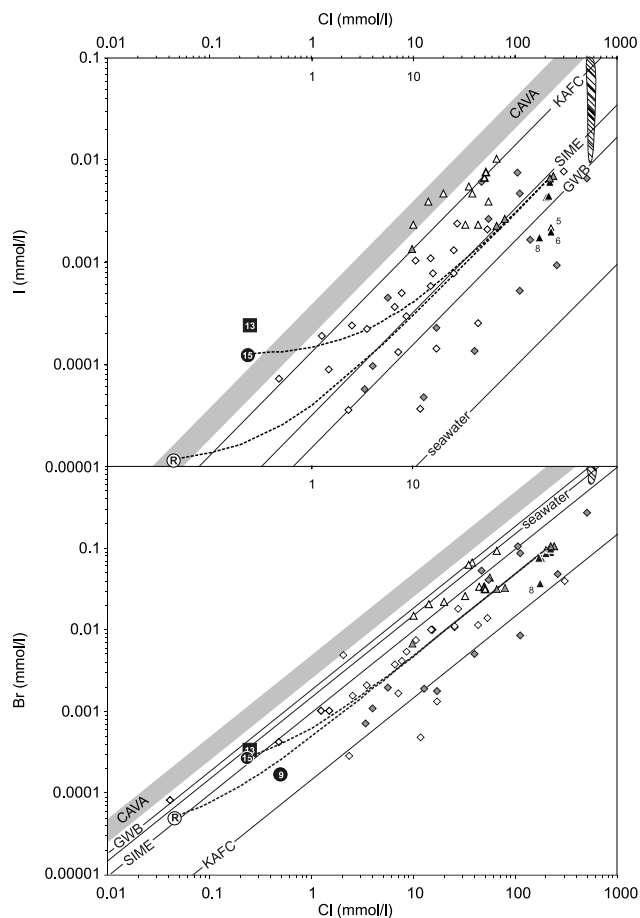 Cl (mmol/l)
0.01 0.1 1 10 100 1000
0.1
0.01
0.001
0.0001
0.00001
I (mmol/l)
CAVA
KAFC
SIME
GWB
seawater
5
6
8
13
15
R
1 10
0.1
0.01
0.001
0.0001
0.00001
Br (mmol/l)
seawater
8
13
15
9
R
CAVA
GWB
SIME
KAFC
0.01 0.1 1 10 100 1000
Cl (mmol/l)